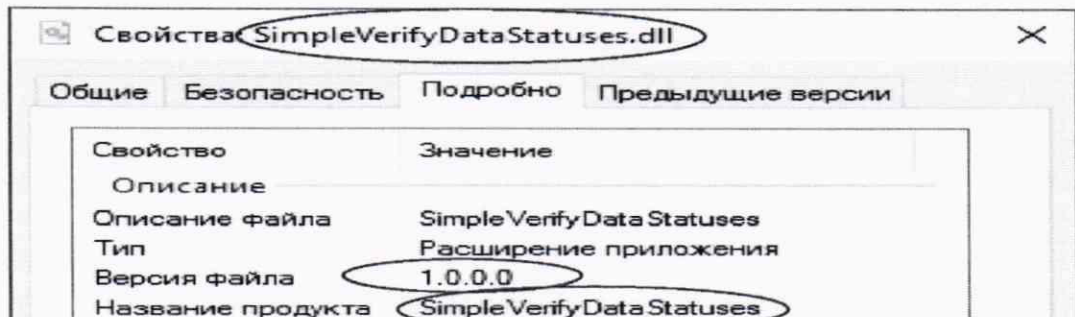 Свойства: SimpleVerifyDataStatuses.dll
Общие Безопасность Подробно Предыдущие версии
Свойство Значение
Описание
Описание файла SimpleVerifyDataStatuses
Тип Расширение приложения
Версия файла 1.0.0.0
Название продукта SimpleVerifyDataStatuses